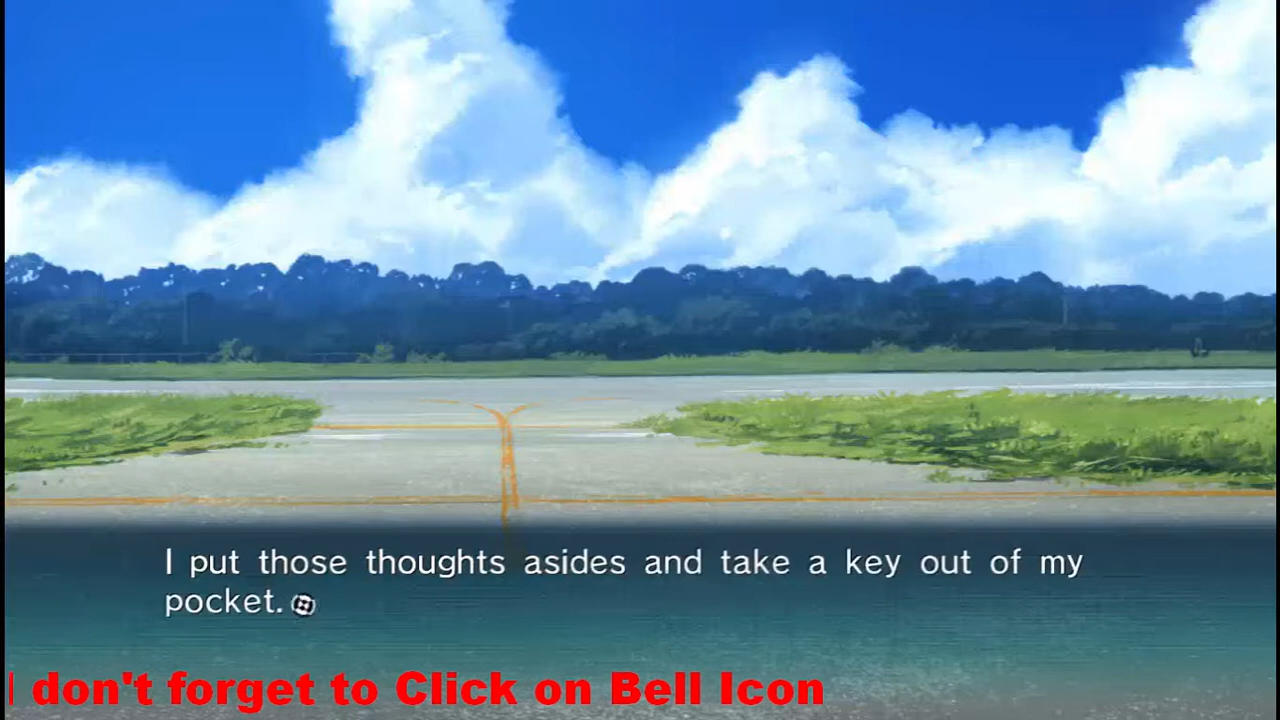 I put those thoughts asides and take a key out of my
pocket.
don't forget to Click on Bell Icon